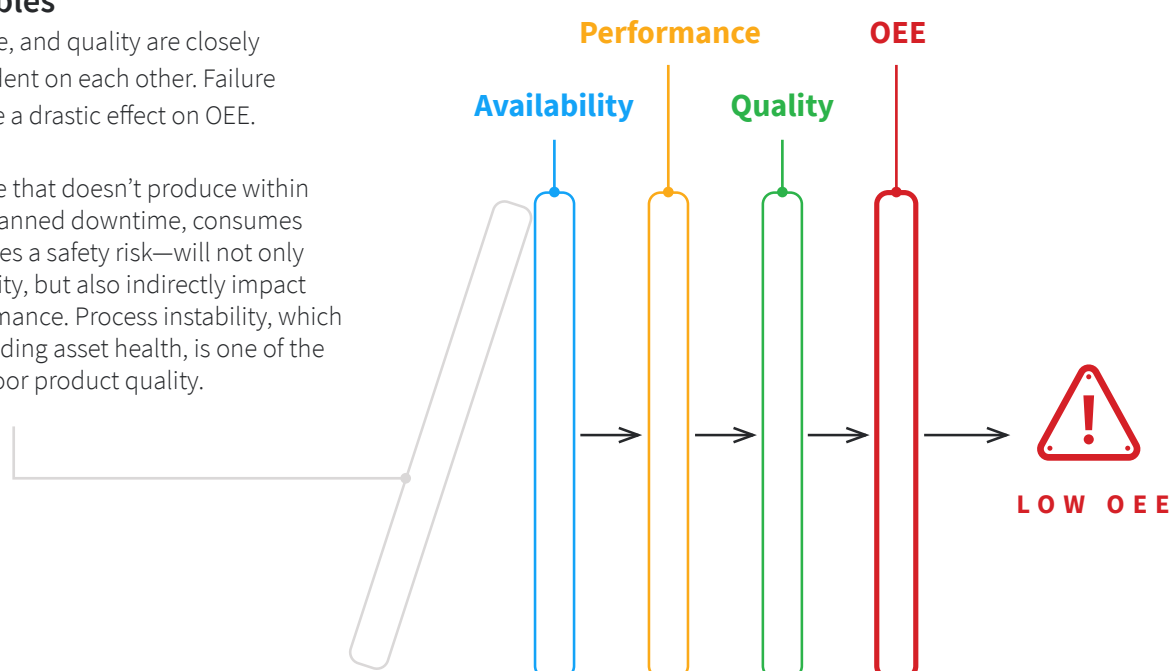 e, and quality are closely
dent on each other. Failure
e a drastic effect on OEE.
e that doesn’t produce within
anned downtime, consumes
es a safety risk—will not only
ity, but also indirectly impact
mance. Process instability, which
ding asset health, is one of the
oor product quality.
Performance
OEE
Availability
Quality
!
LOW OEE